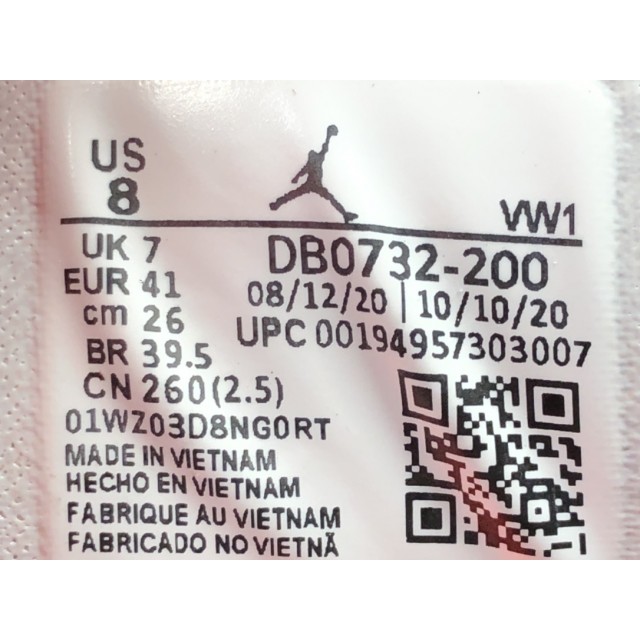 US
8
VW1
UK 7
EUR 41
cm 26
BR 39.5
CN 260(2.5)
DB0732-200
08/12/20 | 10/10/20
UPC 00194957303007
01WZ03D8NG0RT
MADE IN VIETNAM
HECHO EN VIETNAM
FABRIQUE AU VIETNAM
FABRICADO NO VIETNÃ